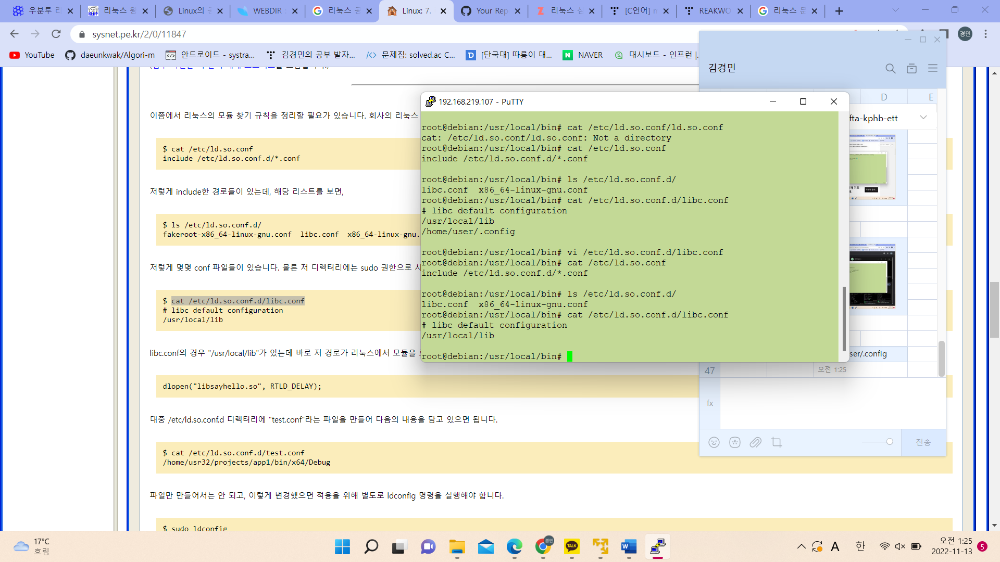 우분투 리
리눅스 왕
Linux의 공
WEBDIR
리눅스 공
Linux: 7.
Your Rep
리눅스 심
[C언어] m
REAKWO
리눅스 문
sysnet.pe.kr/2/0/11847
경민
YouTube
daeunkwak/Algori-m
안드로이드 - systra...
김경민의 공부 발자...
문제집: solved.ac C...
[단국대] 따릉이 대...
NAVER
대시보드 - 인프런 |.
이쯤에서 리눅스의 모듈 찾기 규칙을 정리할 필요가 있습니다. 회사의 리눅스
$ cat /etc/ld.so.conf
include /etc/ld.so.conf.d/*.conf
저렇게 include한 경로들이 있는데, 해당 리스트를 보면,
$ ls /etc/ld.so.conf.d/
fakeroot-x86_64-linux-gnu.conf  libc.conf  x86_64-linux-gnu.
저렇게 몇몇 conf 파일들이 있습니다. 물론 저 디렉터리에는 sudo 권한으로 사
$ cat /etc/ld.so.conf.d/libc.conf
# libc default configuration
/usr/local/lib
libc.conf의 경우 "/usr/local/lib"가 있는데 바로 저 경로가 리눅스에서 모듈을
dlopen("libsayhello.so", RTLD_DELAY);
대충 /etc/ld.so.conf.d 디렉터리에 "test.conf"라는 파일을 만들어 다음의 내용을 담고 있으면 됩니다.
$ cat /etc/ld.so.conf.d/test.conf
/home/usr32/projects/app1/bin/x64/Debug
파일만 만들어서는 안 되고, 이렇게 변경했으면 적용을 위해 별도로 ldconfig 명령을 실행해야 합니다.
$ sudo ldconfig
192.168.219.107 - PuTTY
root@debian:/usr/local/bin# cat /etc/ld.so.conf/ld.so.conf
cat: /etc/ld.so.conf/ld.so.conf: Not a directory
root@debian:/usr/local/bin# cat /etc/ld.so.conf
include /etc/ld.so.conf.d/*.conf
root@debian:/usr/local/bin# ls /etc/ld.so.conf.d/
libc.conf  x86_64-linux-gnu.conf
root@debian:/usr/local/bin# cat /etc/ld.so.conf.d/libc.conf
# libc default configuration
/usr/local/lib
/home/user/.config
root@debian:/usr/local/bin# vi /etc/ld.so.conf.d/libc.conf
root@debian:/usr/local/bin# cat /etc/ld.so.conf
include /etc/ld.so.conf.d/*.conf
root@debian:/usr/local/bin# ls /etc/ld.so.conf.d/
libc.conf  x86_64-linux-gnu.conf
root@debian:/usr/local/bin# cat /etc/ld.so.conf.d/libc.conf
# libc default configuration
/usr/local/lib
root@debian:/usr/local/bin#
김경민
D
E
fta-kphb-ett
ser/.config
47
오전 1:25
fx
전송
17°C
흐림
TALK
경민
A
한
오전 1:25
2022-11-13
5